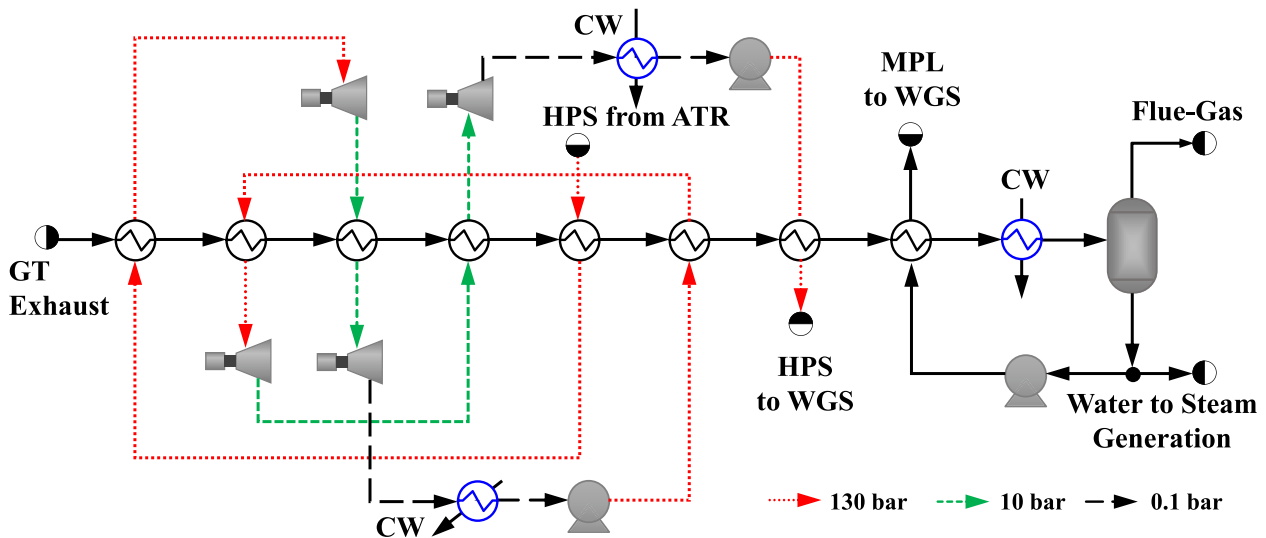 CW
HPS from ATR
MPL
to WGS
Flue-Gas
CW
GT
Exhaust
HPS
to WGS
Water to Steam
Generation
CW
130 bar
10 bar
0.1 bar